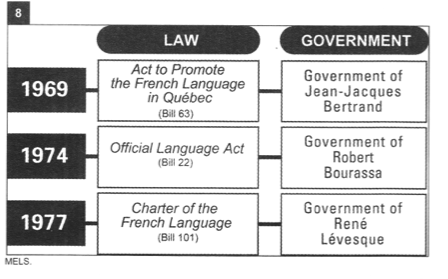 8
LAW
GOVERNMENT
1969
Act to Promote
the French Language
in Québec
(Bill 63)
Government of
Jean-Jacques
Bertrand
1974
Official Language Act
(Bill 22)
Government of
Robert
Bourassa
1977
Charter of the
French Language
(Bill 101)
Government of
René
Lévesque
MELS.